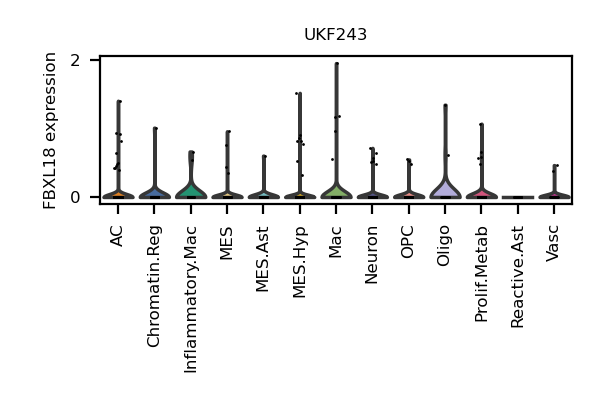 UKF243
FBXL18 expression
2
0
AC
Chromatin.Reg
Inflammatory.Mac
MES
MES.Ast
MES.Hyp
Mac
Neuron
OPC
Oligo
Prolif.Metab
Reactive.Ast
Vasc